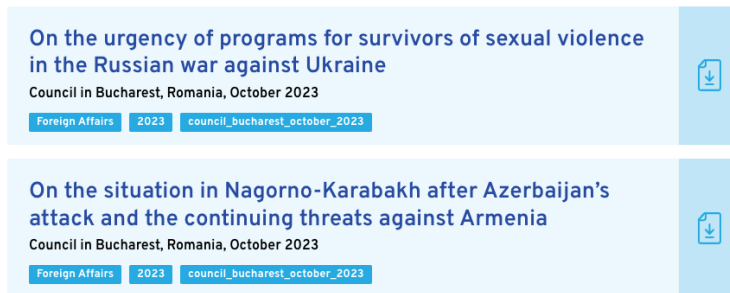 On the urgency of programs for survivors of sexual violence
in the Russian war against Ukraine
Council in Bucharest, Romania, October 2023
Foreign Affairs 2023 council_bucharest_october_2023
On the situation in Nagorno-Karabakh after Azerbaijan's
attack and the continuing threats against Armenia
Council in Bucharest, Romania, October 2023
Foreign Affairs 2023 council_bucharest_october_2023